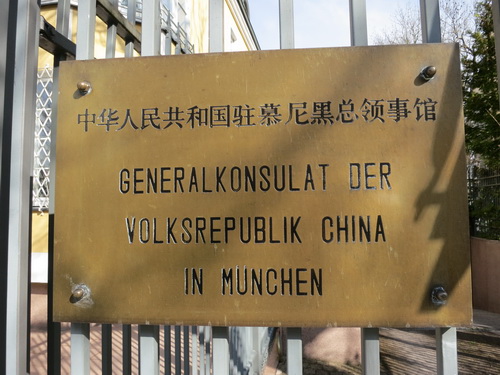 中华人民共和国驻慕尼黑总领事馆
GENERALKONSULAT DER
VOLKSREPUBLIK CHINA
IN MÜNCHEN